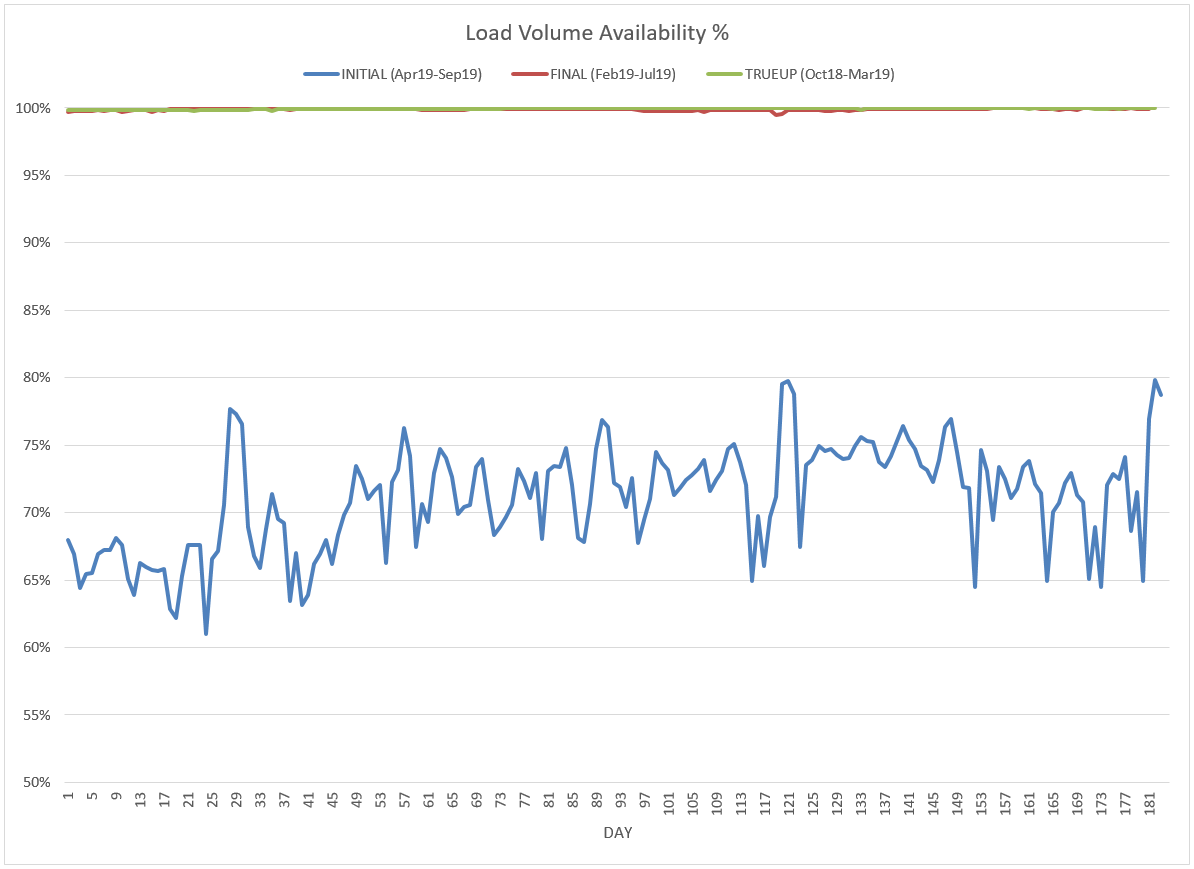 Load Volume Availability %
INITIAL (Apr19-Sep19) FINAL (Feb19-Jul19) TRUEUP (Oct18-Mar19)
100%
95%
90%
85%
80%
75%
70%
65%
60%
55%
50%
1 5 9 13 17 21 25 29 33 37 41 45 49 53 57 61 65 69 73 77 81 85 89 93 97 101 105 109 113 117 121 125 129 133 137 141 145 149 153 157 161 165 169 173 177 181
DAY